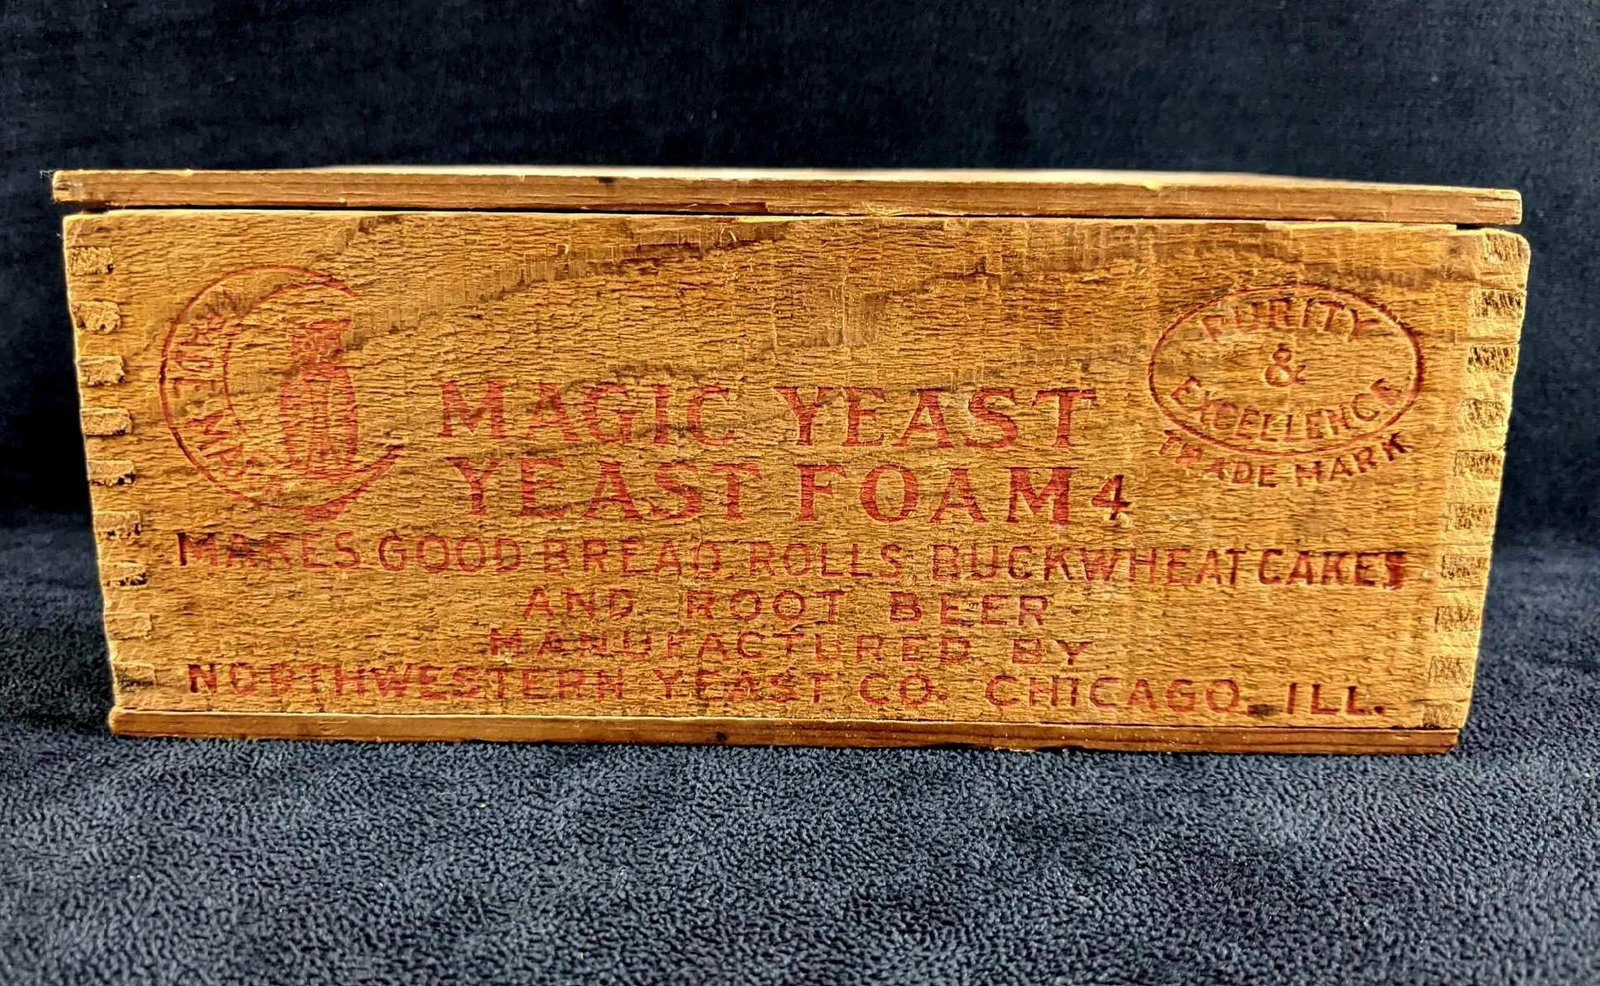 TRADE MARK
PURITY
&
EXCELLENCE
TRADE MARK
MAGIC YEAST
YEAST FOAM 4
MAKES GOOD BREAD, ROLLS, BUCKWHEAT CAKES
AND ROOT BEER
MANUFACTURED BY
NORTHWESTERN YEAST CO. CHICAGO, ILL.